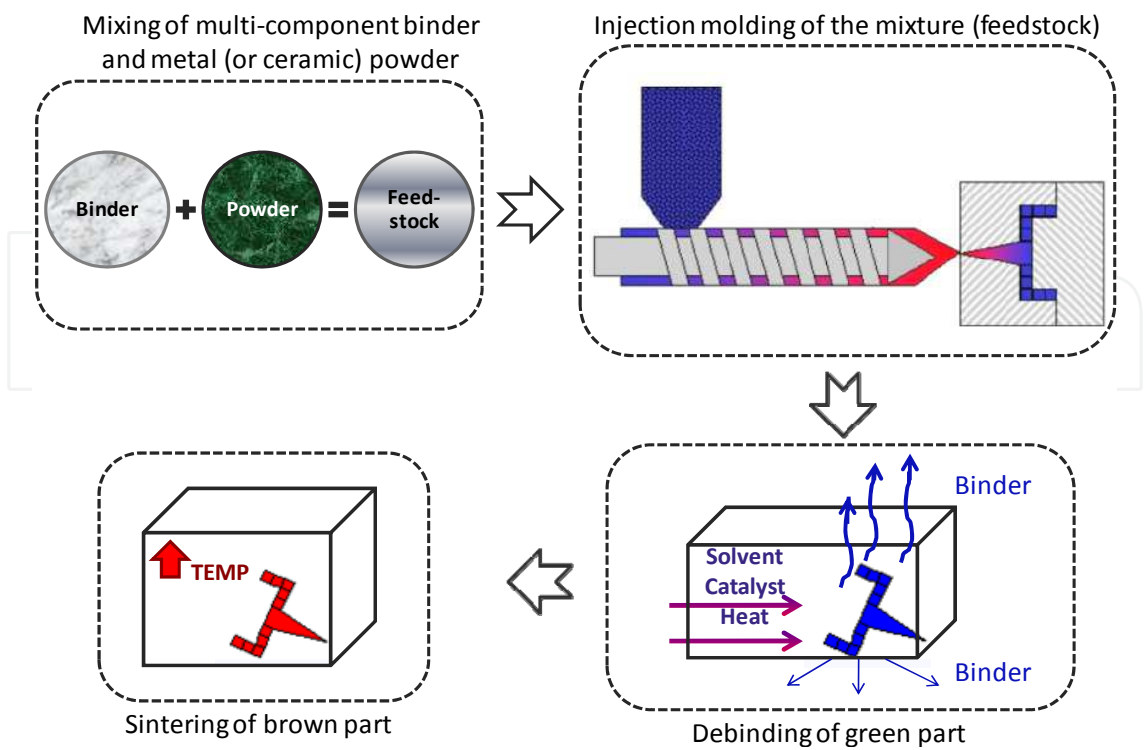 Mixing of multi-component binder
and metal (or ceramic) powder
Binder + Powder = Feed-
stock
Injection molding of the mixture (feedstock)
Binder
Solvent
Catalyst
Heat
Binder
Debinding of green part
TEMP
Sintering of brown part